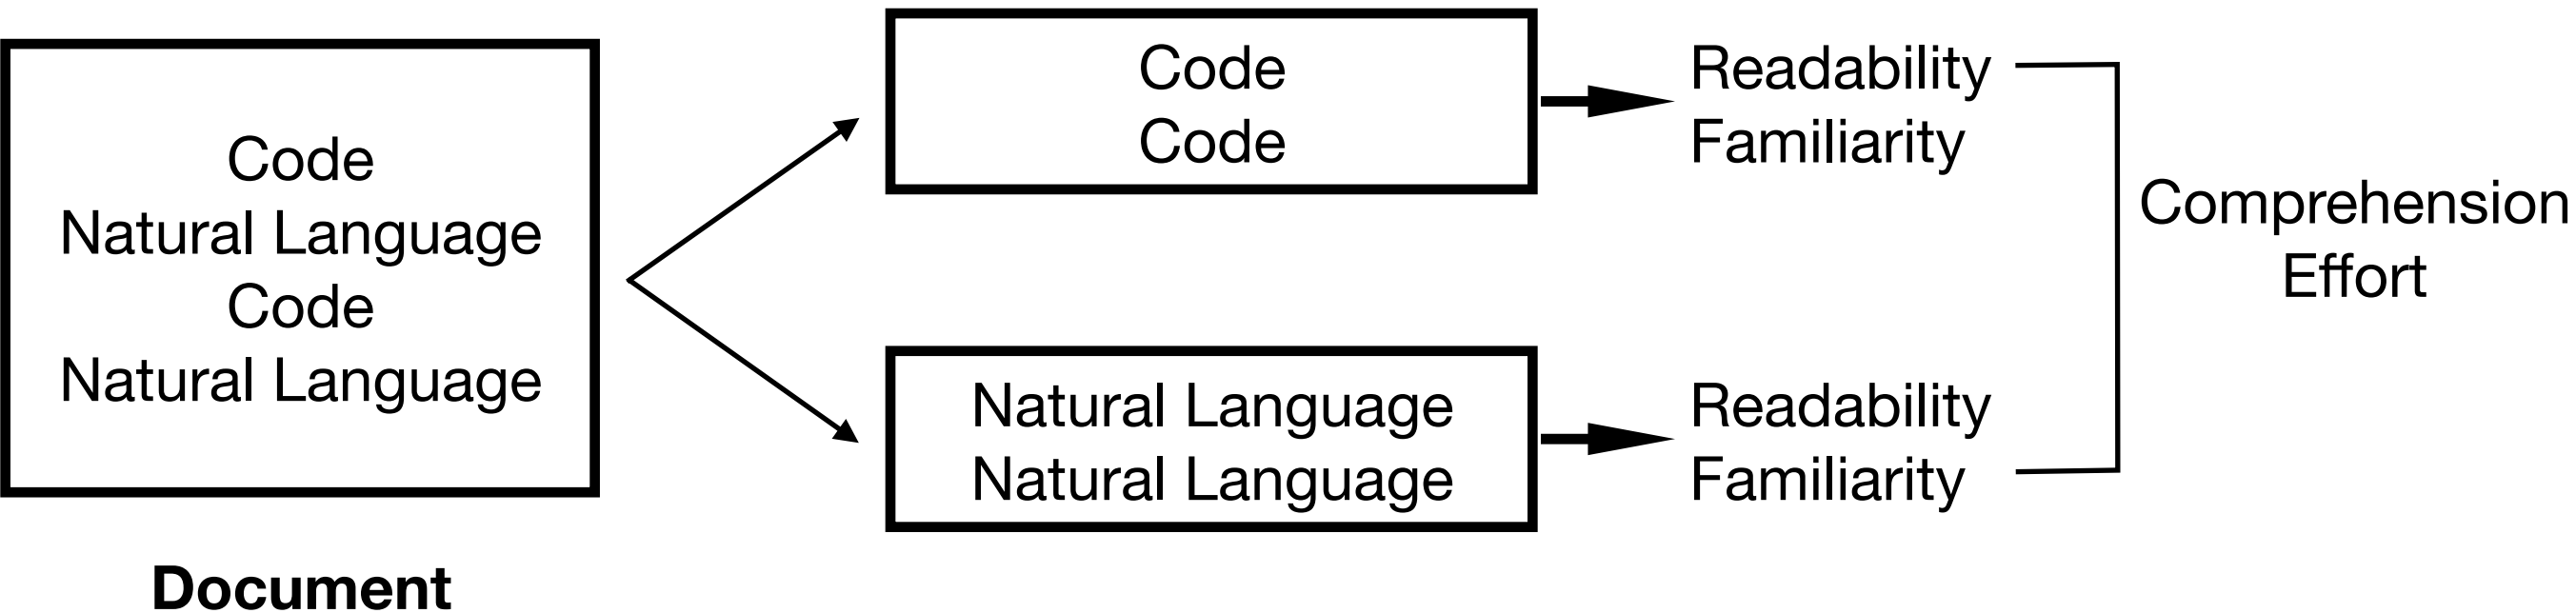 Code
Natural Language
Code
Natural Language
Document
Code
Code
Natural Language
Natural Language
Readability
Familiarity
Readability
Familiarity
Comprehension
Effort